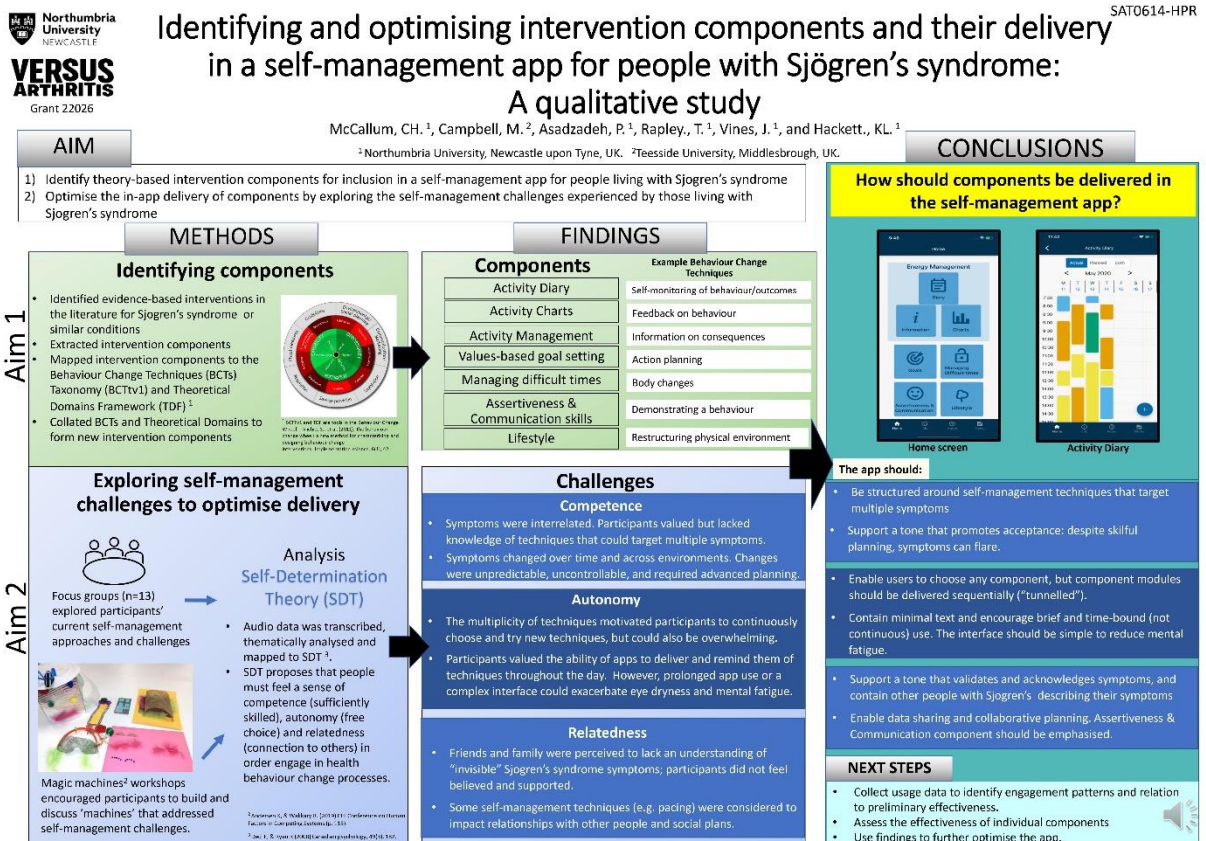 SAT0614-HPR
Northumbria
University
NEWCASTLE
VERSUS
ARTHRITIS
Grant 22026
Identifying and optimising intervention components and their delivery
in a self-management app for people with Sjögren's syndrome:
A qualitative study
McCallum, CH. 1, Campbell, M. 2, Asadzadeh, P. 1, Rapley., T. 1, Vines, J. 1, and Hackett., KL. 1
1 Northumbria University, Newcastle upon Tyne, UK. 2Teesside University, Middlesbrough, UK.
AIM
1) Identify theory-based intervention components for inclusion in a self-management app for people living with Sjogren's syndrome
2) Optimise the in-app delivery of components by exploring the self-management challenges experienced by those living with
Sjogren's syndrome
METHODS
Aim 1
Identifying components
• Identified evidence-based interventions in
the literature for Sjogren's syndrome or
similar conditions
• Extracted intervention components
• Mapped intervention components to the
Behaviour Change Techniques (BCTs)
Taxonomy (BCTtv1) and Theoretical
Domains Framework (TDF) 1
• Collated BCTs and Theoretical Domains to
form new intervention components
Aim 2
Exploring self-management
challenges to optimise delivery
Focus groups (n=13)
explored participants'
current self-management
approaches and challenges
Magic machines2 workshops
encouraged participants to build and
discuss 'machines' that addressed
self-management challenges.
Analysis
Self-Determination
Theory (SDT)
• Audio data was transcribed,
thematically analysed and
mapped to SDT 3.
• SDT proposes that people
must feel a sense of
competence (sufficiently
skilled), autonomy (free
choice) and relatedness
(connection to others) in
order engage in health
behaviour change processes.
FINDINGS
Components
Example Behaviour Change
Techniques
Activity Diary
Self-monitoring of behaviour/outcomes
Activity Charts
Feedback on behaviour
Activity Management
Information on consequences
Values-based goal setting
Action planning
Managing difficult times
Body changes
Assertiveness &
Communication skills
Demonstrating a behaviour
Lifestyle
Restructuring physical environment
Challenges
Competence
• Symptoms were interrelated. Participants valued but lacked
knowledge of techniques that could target multiple symptoms.
• Symptoms changed over time and across environments. Changes
were unpredictable, uncontrollable, and required advanced planning.
Autonomy
• The multiplicity of techniques motivated participants to continuously
choose and try new techniques, but could also be overwhelming.
• Participants valued the ability of apps to deliver and remind them of
techniques throughout the day. However, prolonged app use or a
complex interface could exacerbate eye dryness and mental fatigue.
Relatedness
• Friends and family were perceived to lack an understanding of
"invisible" Sjogren's syndrome symptoms; participants did not feel
believed and supported.
• Some self-management techniques (e.g. pacing) were considered to
impact relationships with other people and social plans.
CONCLUSIONS
How should components be delivered in
the self-management app?
Home
Energy Management
Diary
Information
Charts
Goals
Managing
Difficult times
Assertiveness &
Communication
Lifestyle
Activity Diary
Actual Planned Both
May 2020
Home screen
Activity Diary
The app should:
• Be structured around self-management techniques that target
multiple symptoms
• Support a tone that promotes acceptance: despite skilful
planning, symptoms can flare.
• Enable users to choose any component, but component modules
should be delivered sequentially ("tunnelled").
• Contain minimal text and encourage brief and time-bound (not
continuous) use. The interface should be simple to reduce mental
fatigue.
• Support a tone that validates and acknowledges symptoms, and
contain other people with Sjogren's describing their symptoms
• Enable data sharing and collaborative planning. Assertiveness &
Communication component should be emphasised.
NEXT STEPS
• Collect usage data to identify engagement patterns and relation
to preliminary effectiveness.
• Assess the effectiveness of individual components
• Use findings to further optimise the app.